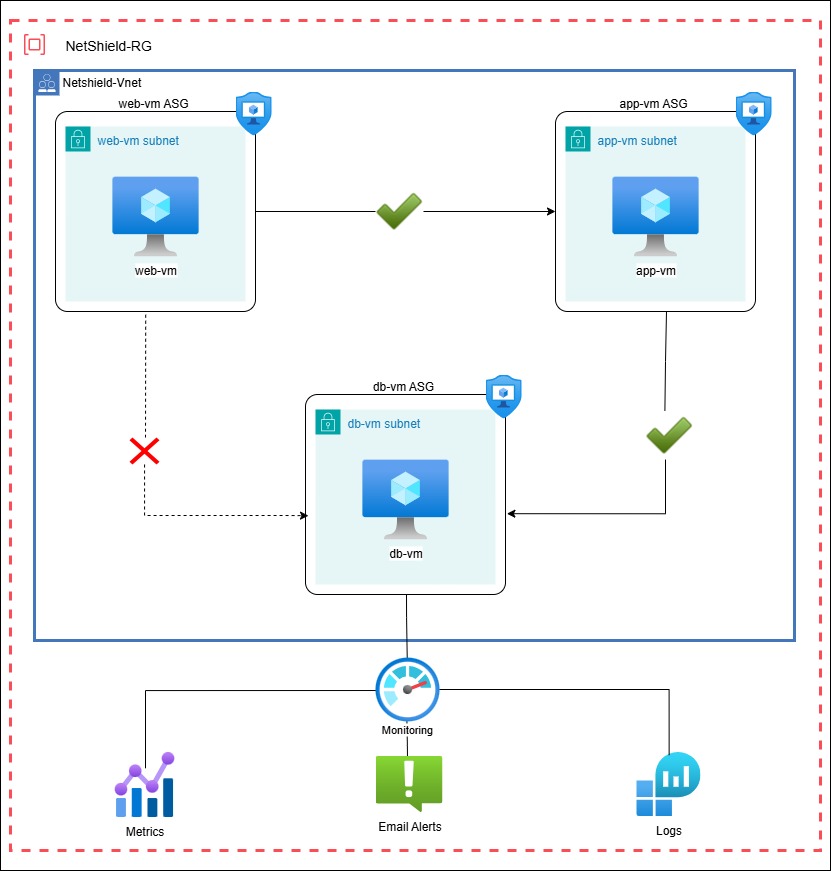 NetShield-RG
Netshield-Vnet
web-vm ASG
app-vm ASG
web-vm subnet
app-vm subnet
web-vm
app-vm
db-vm ASG
db-vm subnet
db-vm
Monitoring
Metrics
Email Alerts
Logs